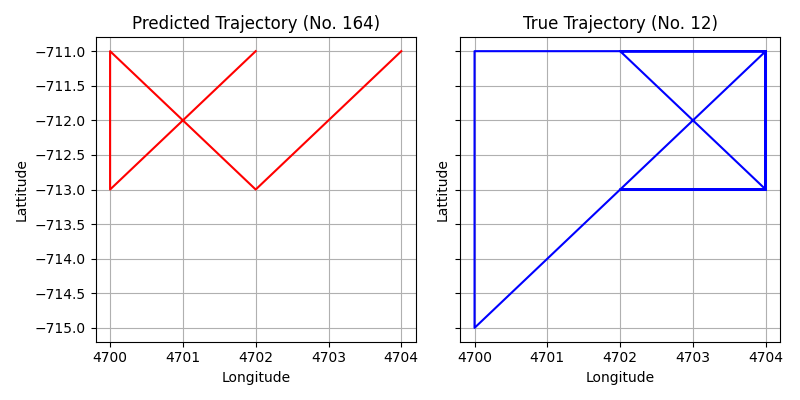 Predicted Trajectory (No. 164)
True Trajectory (No. 12)
Lattitude
−711.0
−711.5
−712.0
−712.5
−713.0
−713.5
−714.0
−714.5
−715.0
4700 4701 4702 4703 4704
Longitude
Lattitude
4700 4701 4702 4703 4704
Longitude